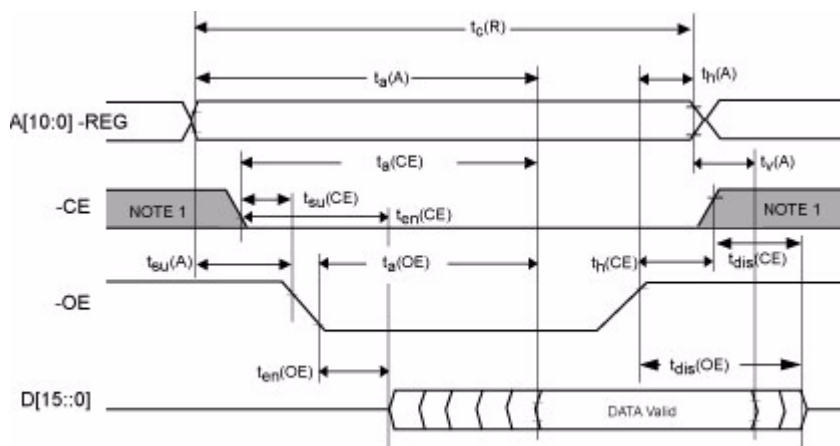 tc(R)
ta(A)
th(A)
A[10:0] -REG
ta(CE)
tv(A)
tsu(CE)
-CE
NOTE 1
ten(CE)
NOTE 1
tsu(A)
ta(OE)
th(CE)
tdis(CE)
-OE
ten(OE)
tdis(OE)
D[15::0]
DATA Valid